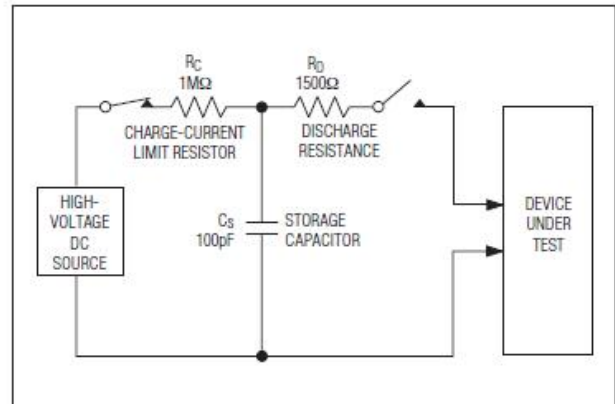 RC
1MΩ
CHARGE-CURRENT
LIMIT RESISTOR
RD
1500Ω
DISCHARGE
RESISTANCE
HIGH-
VOLTAGE
DC
SOURCE
CS
100pF
STORAGE
CAPACITOR
DEVICE
UNDER
TEST